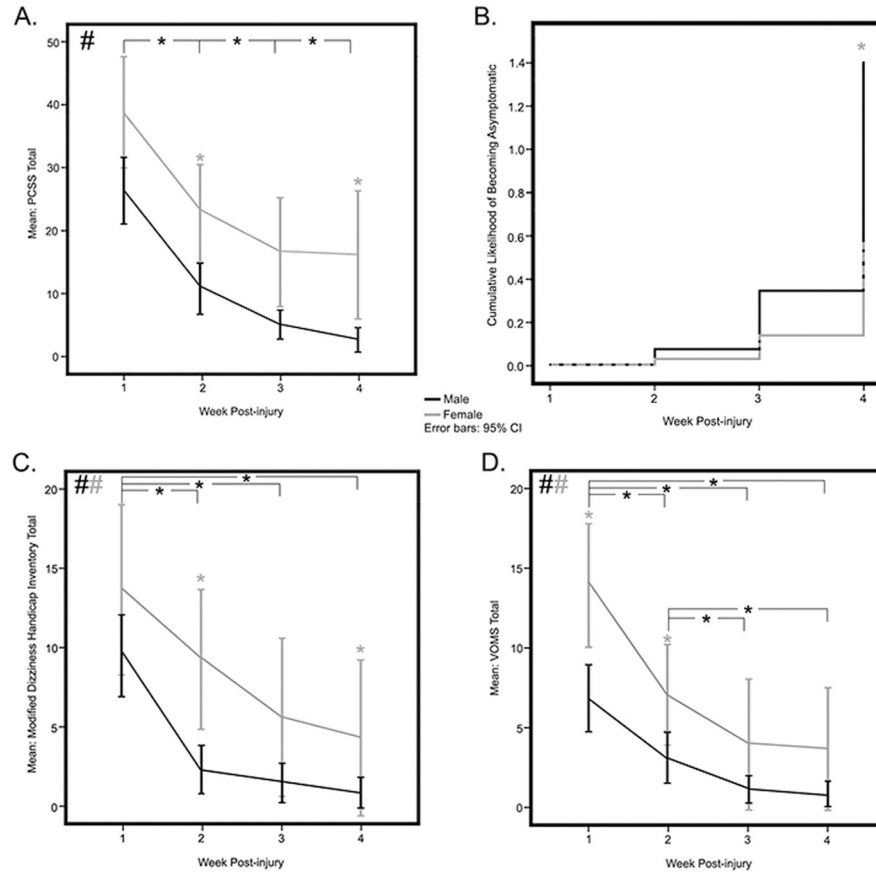 A.
#
* * *
50
40
30
20
10
0
*
*
1 2 3 4
Week Post-injury
Mean: PCSS Total
B.
*
1.4
1.2
1.4
0.6
0.4
0.2
0.0
1 2 3 4
Week Post-injury
Cumulative Likelihood of Becoming Asymptomatic
Male
Female
Error bars: 95% CI
C.
##
*
*
*
20
15
10
5
0
*
*
1 2 3 4
Week Post-injury
Mean: Modified Dizziness Handicap Inventory Total
D.
##
*
*
*
*
*
*
*
20
15
10
5
0
1 2 3 4
Week Post-injury
Mean: VOMS Total